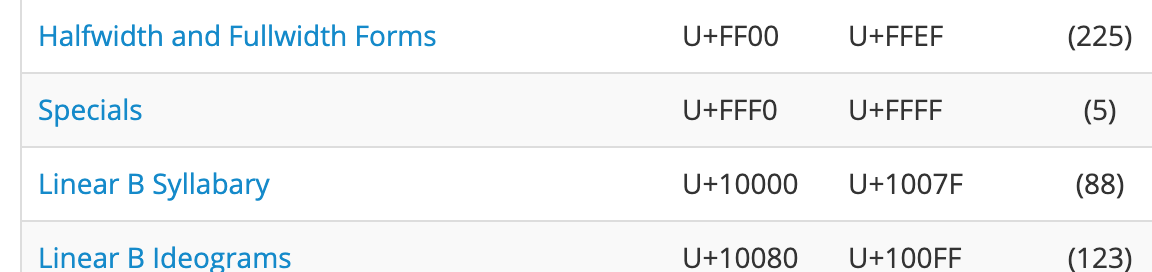 Halfwidth and Fullwidth Forms U+FF00 U+FFEF (225)
Specials U+FFF0 U+FFFF (5)
Linear B Syllabary U+10000 U+1007F (88)
Linear B Ideograms U+10080 U+100FF (123)